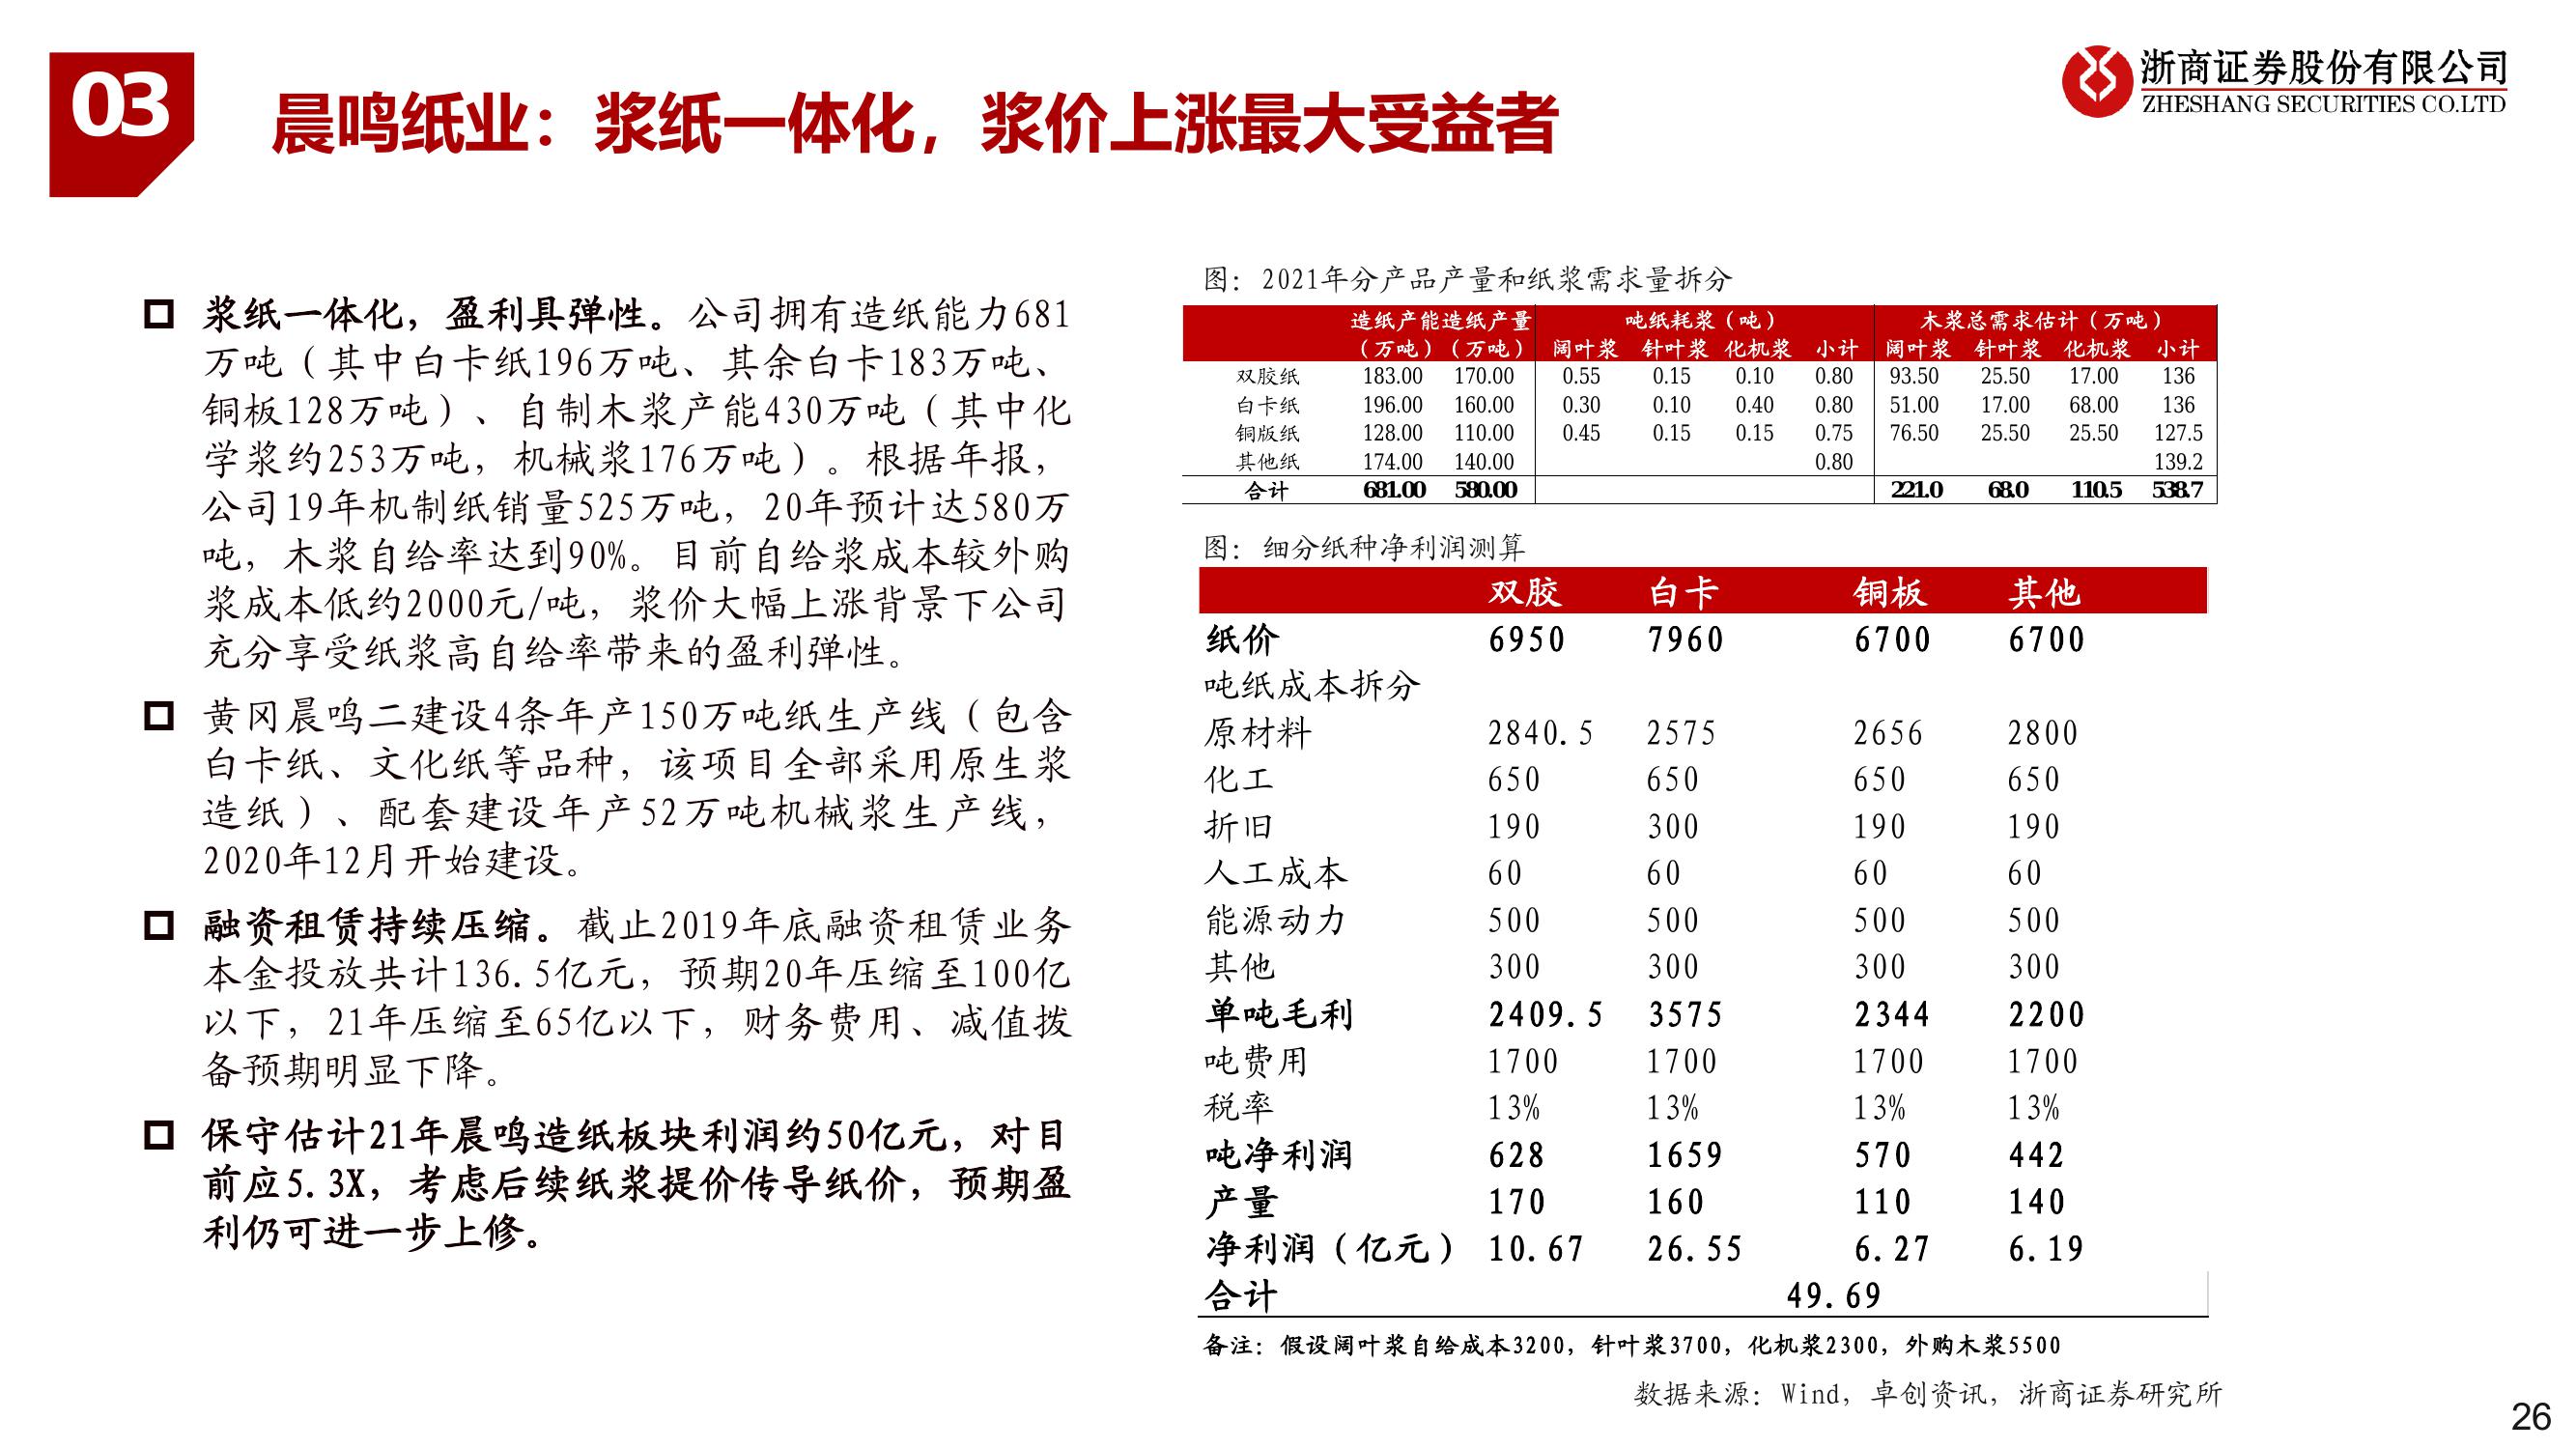 03
晨鸣纸业：浆纸一体化，浆价上涨最大受益者
浙商证券股份有限公司
ZHESHANG SECURITIES CO.LTD
浆纸一体化，盈利具弹性。公司拥有造纸能力681
万吨（其中白卡纸196万吨、其余白卡183万吨、
铜板128万吨）、自制木浆产能430万吨（其中化
学浆约253万吨，机械浆176万吨）。根据年报，
公司19年机制纸销量525万吨，20年预计达580万
吨，木浆自给率达到90%。目前自给浆成本较外购
浆成本低约2000元/吨，浆价大幅上涨背景下公司
充分享受纸浆高自给率带来的盈利弹性。
黄冈晨鸣二建设4条年产150万吨纸生产线（包含
白卡纸、文化纸等品种，该项目全部采用原生浆
造纸）、配套建设年产52万吨机械浆生产线，
2020年12月开始建设。
融资租赁持续压缩。截止2019年底融资租赁业务
本金投放共计136.5亿元，预期20年压缩至100亿
以下，21年压缩至65亿以下，财务费用、减值拨
备预期明显下降。
保守估计21年晨鸣造纸板块利润约50亿元，对目
前应5.3X，考虑后续纸浆提价传导纸价，预期盈
利仍可进一步上修。
图：2021年分产品产量和纸浆需求量拆分
造纸产能 造纸产量 吨纸耗浆（吨） 木浆总需求估计（万吨）
（万吨） （万吨） 阔叶浆 针叶浆 化机浆 小计 阔叶浆 针叶浆 化机浆 小计
双胶纸 183.00 170.00 0.55 0.15 0.10 0.80 93.50 25.50 17.00 136
白卡纸 196.00 160.00 0.30 0.10 0.40 0.80 51.00 17.00 68.00 136
铜版纸 128.00 110.00 0.45 0.15 0.15 0.75 76.50 25.50 25.50 127.5
其他纸 174.00 140.00 0.80 139.2
合计 681.00 580.00 221.0 68.0 110.5 538.7
图：细分纸种净利润测算
双胶 白卡 铜板 其他
纸价 6950 7960 6700 6700
吨纸成本拆分
原材料 2840.5 2575 2656 2800
化工 650 650 650 650
折旧 190 300 190 190
人工成本 60 60 60 60
能源动力 500 500 500 500
其他 300 300 300 300
单吨毛利 2409.5 3575 2344 2200
吨费用 1700 1700 1700 1700
税率 13% 13% 13% 13%
吨净利润 628 1659 570 442
产量 170 160 110 140
净利润（亿元） 10.67 26.55 6.27 6.19
合计 49.69
备注：假设阔叶浆自给成本3200，针叶浆3700，化机浆2300，外购木浆5500
数据来源：Wind，卓创资讯，浙商证券研究所
26